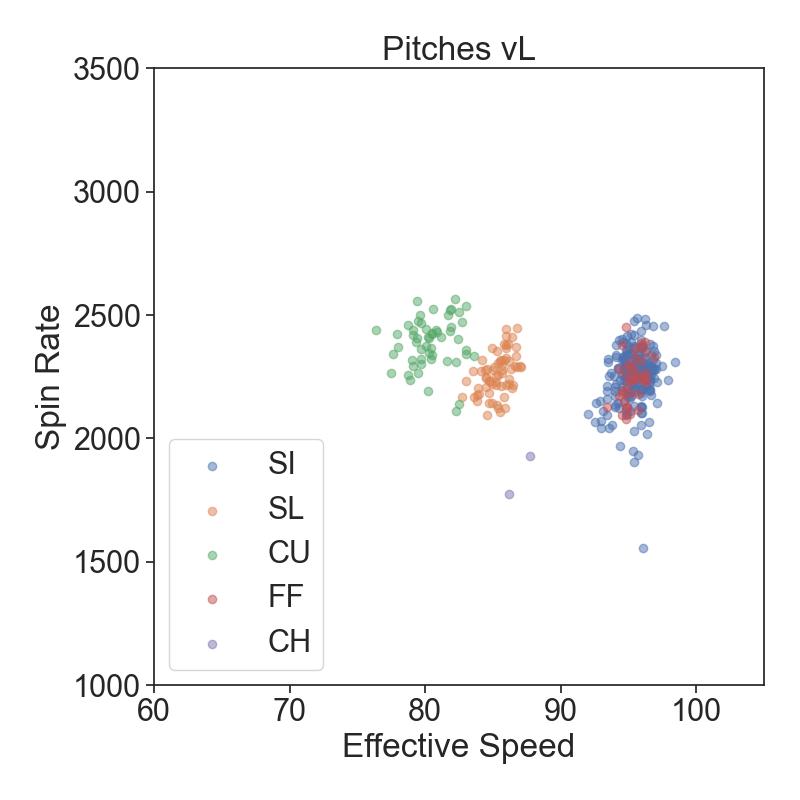 Pitches vL
3500
3000
2500
2000
1500
1000
Spin Rate
SI
SL
CU
FF
CH
60 70 80 90 100
Effective Speed